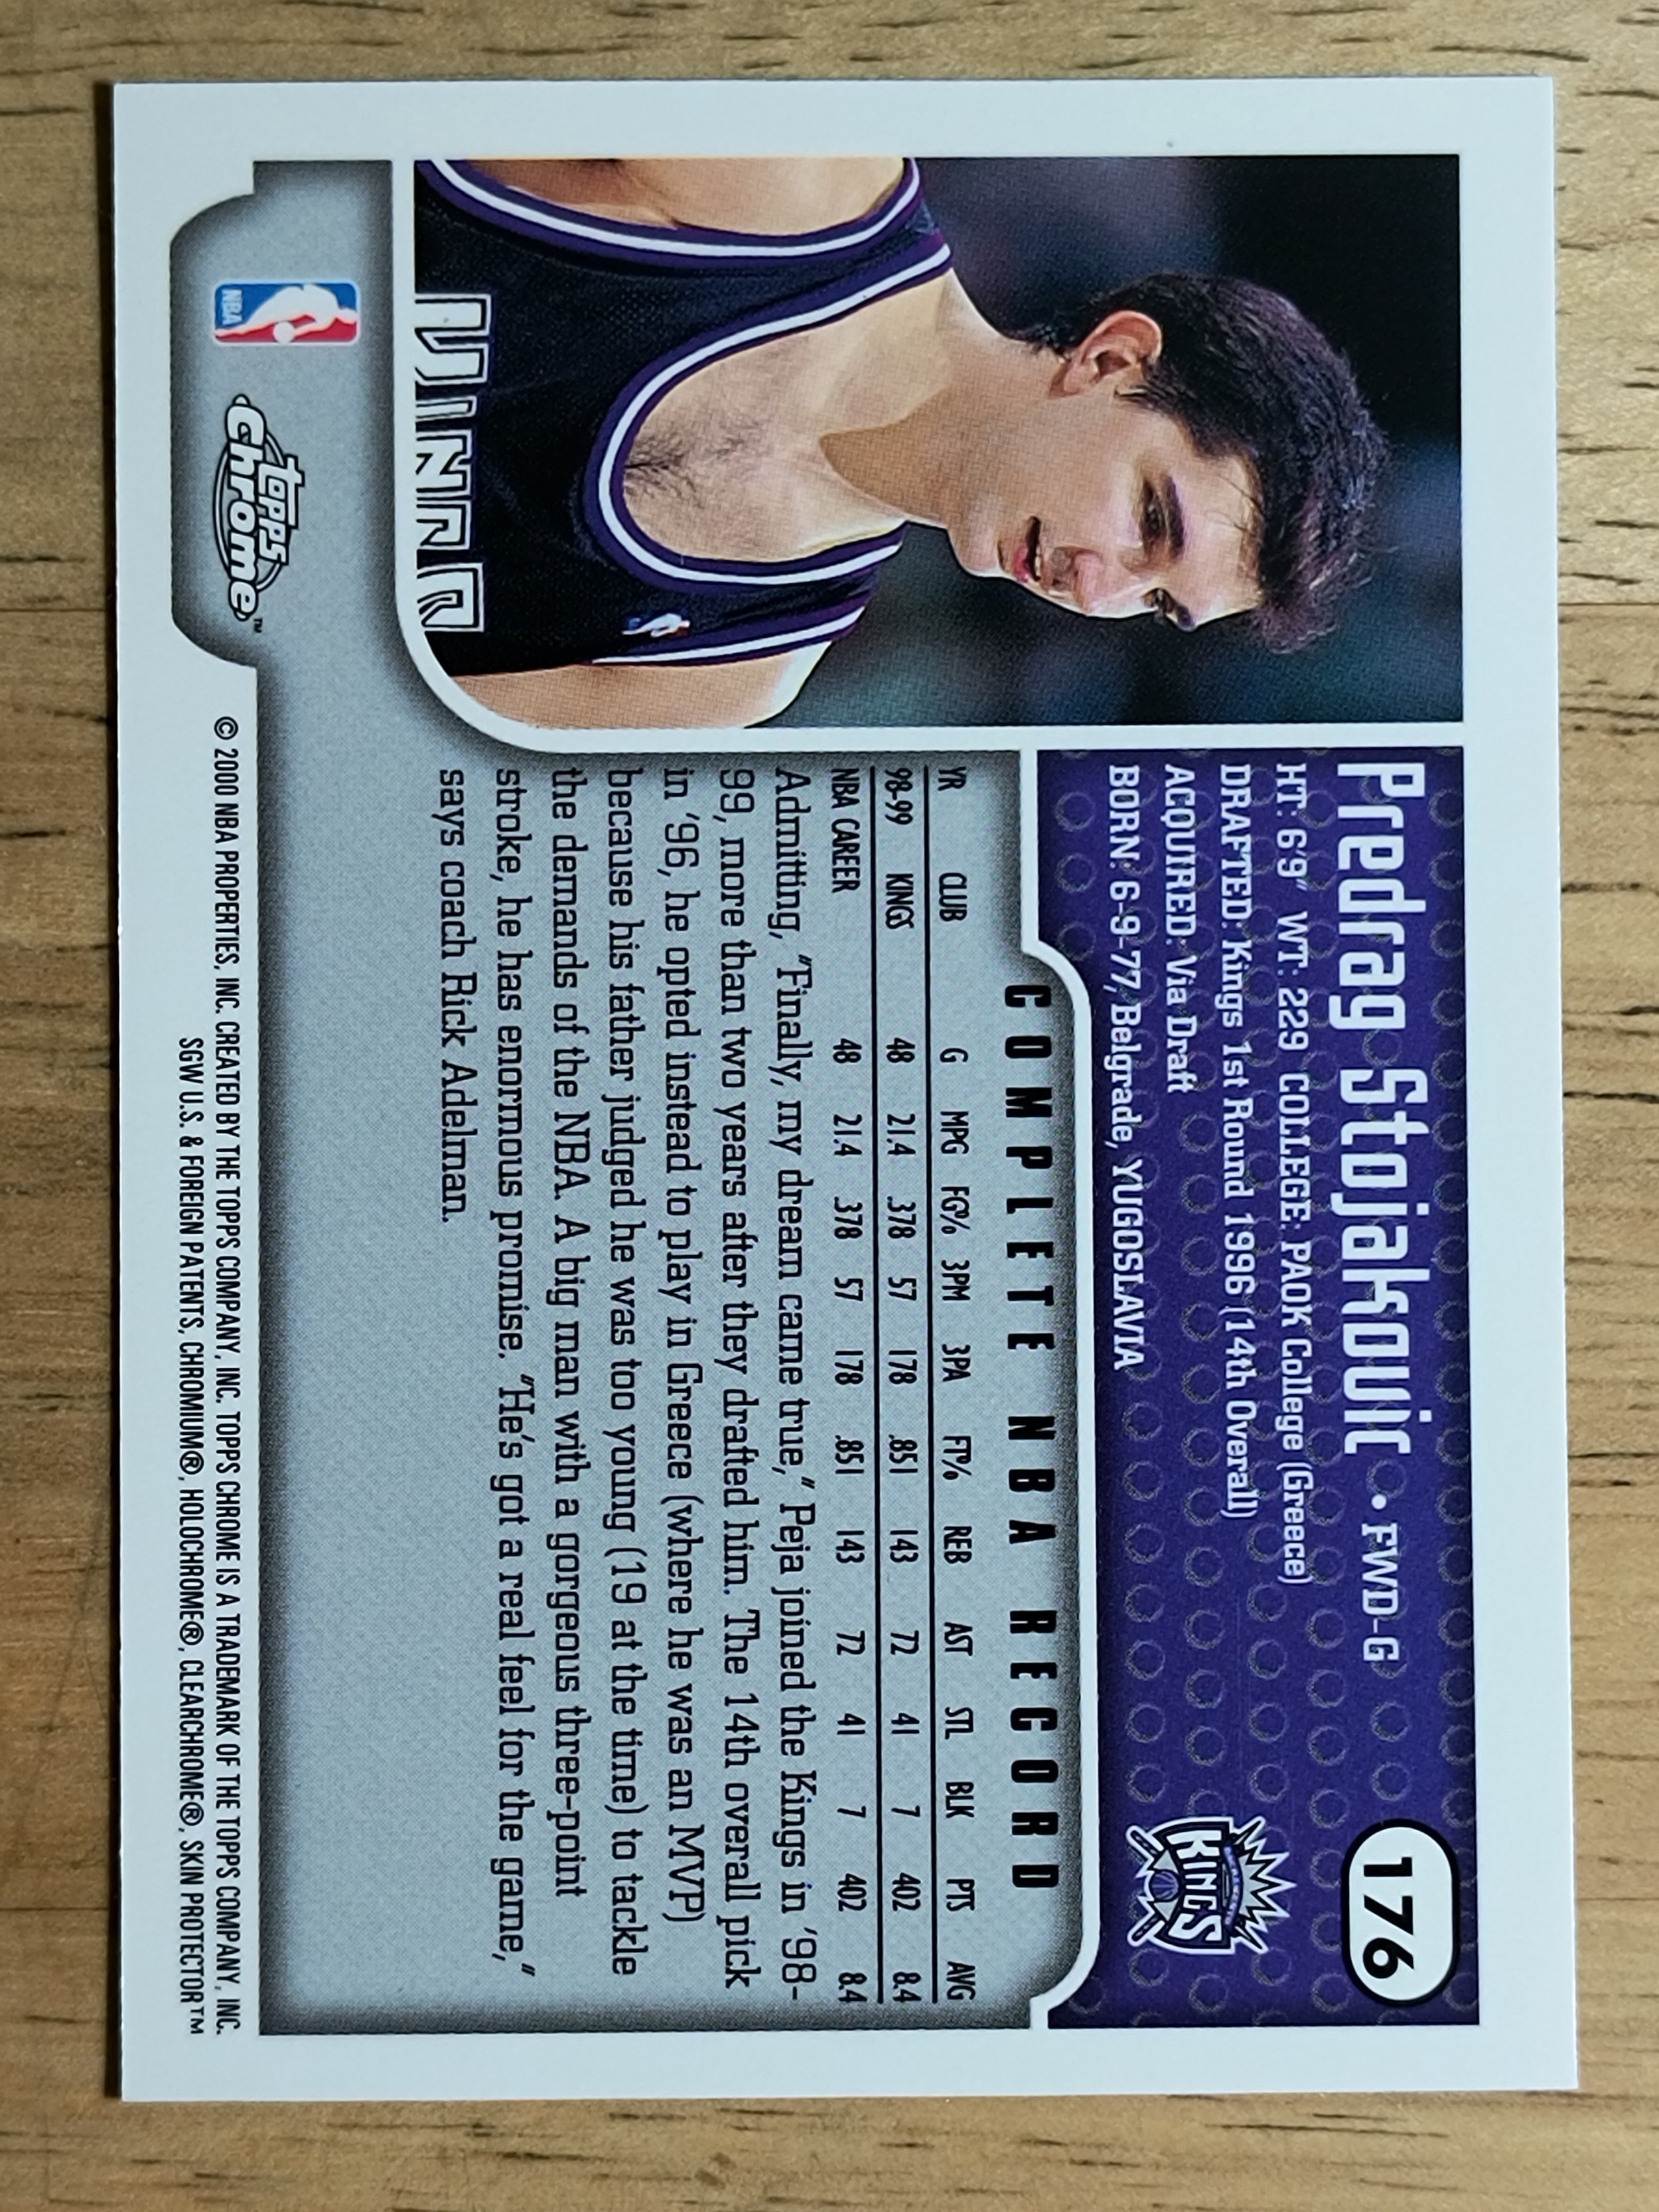 176
Predrag Stojakovic • FWD-G
HT: 6'9" WT: 229 COLLEGE: PAOK College (Greece)
DRAFTED: Kings 1st Round 1996 (14th Overall)
ACQUIRED: Via Draft
BORN: 6-9-77, Belgrade, YUGOSLAVIA
KINGS
COMPLETE NBA RECORD
YR CLUB G MPG FG% 3PM 3PA FT% REB AST STL BLK PTS AVG
98-99 KINGS 48 21.4 .378 57 178 .851 143 72 41 7 402 8.4
NBA CAREER 48 21.4 .378 57 178 .851 143 72 41 7 402 8.4
Admitting, "Finally, my dream came true," Peja joined the Kings in '98-
99, more than two years after they drafted him. The 14th overall pick
in '96, he opted instead to play in Greece (where he was an MVP)
because his father judged he was too young (19 at the time) to tackle
the demands of the NBA. A big man with a gorgeous three-point
stroke, he has enormous promise. "He's got a real feel for the game,"
says coach Rick Adelman.
NBA
topps
Chrome™
© 2000 NBA PROPERTIES, INC. CREATED BY THE TOPPS COMPANY, INC. TOPPS CHROME IS A TRADEMARK OF THE TOPPS COMPANY, INC.
SGW U.S. & FOREIGN PATENTS, CHROMIUM®, HOLOCHROME®, CLEARCHROME®, SKIN PROTECTOR™